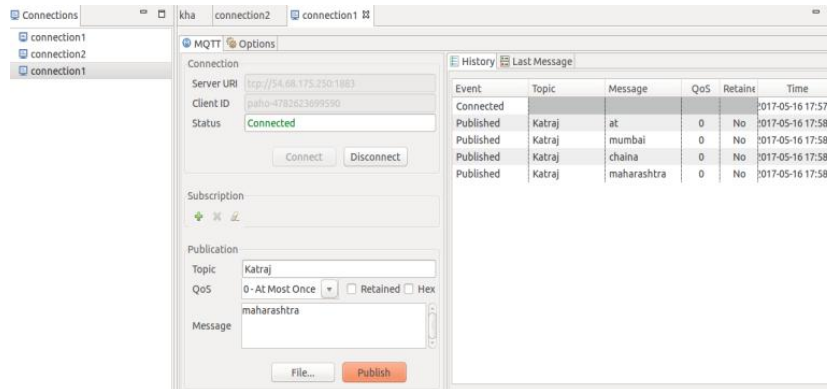 Connections
connection1
connection2
connection1
kha connection2 connection1
MQTT Options
Connection
Server URI tcp://54.68.175.250:1883
Client ID paho-4782623699590
Status Connected
Connect Disconnect
Subscription
Publication
Topic Katraj
QoS 0 - At Most Once Retained Hex
Message maharashtra
File... Publish
History Last Message
Event Topic Message QoS Retaine Time
Connected 2017-05-16 17:57
Published Katraj at 0 No 2017-05-16 17:58
Published Katraj mumbai 0 No 2017-05-16 17:58
Published Katraj chaina 0 No 2017-05-16 17:58
Published Katraj maharashtra 0 No 2017-05-16 17:58